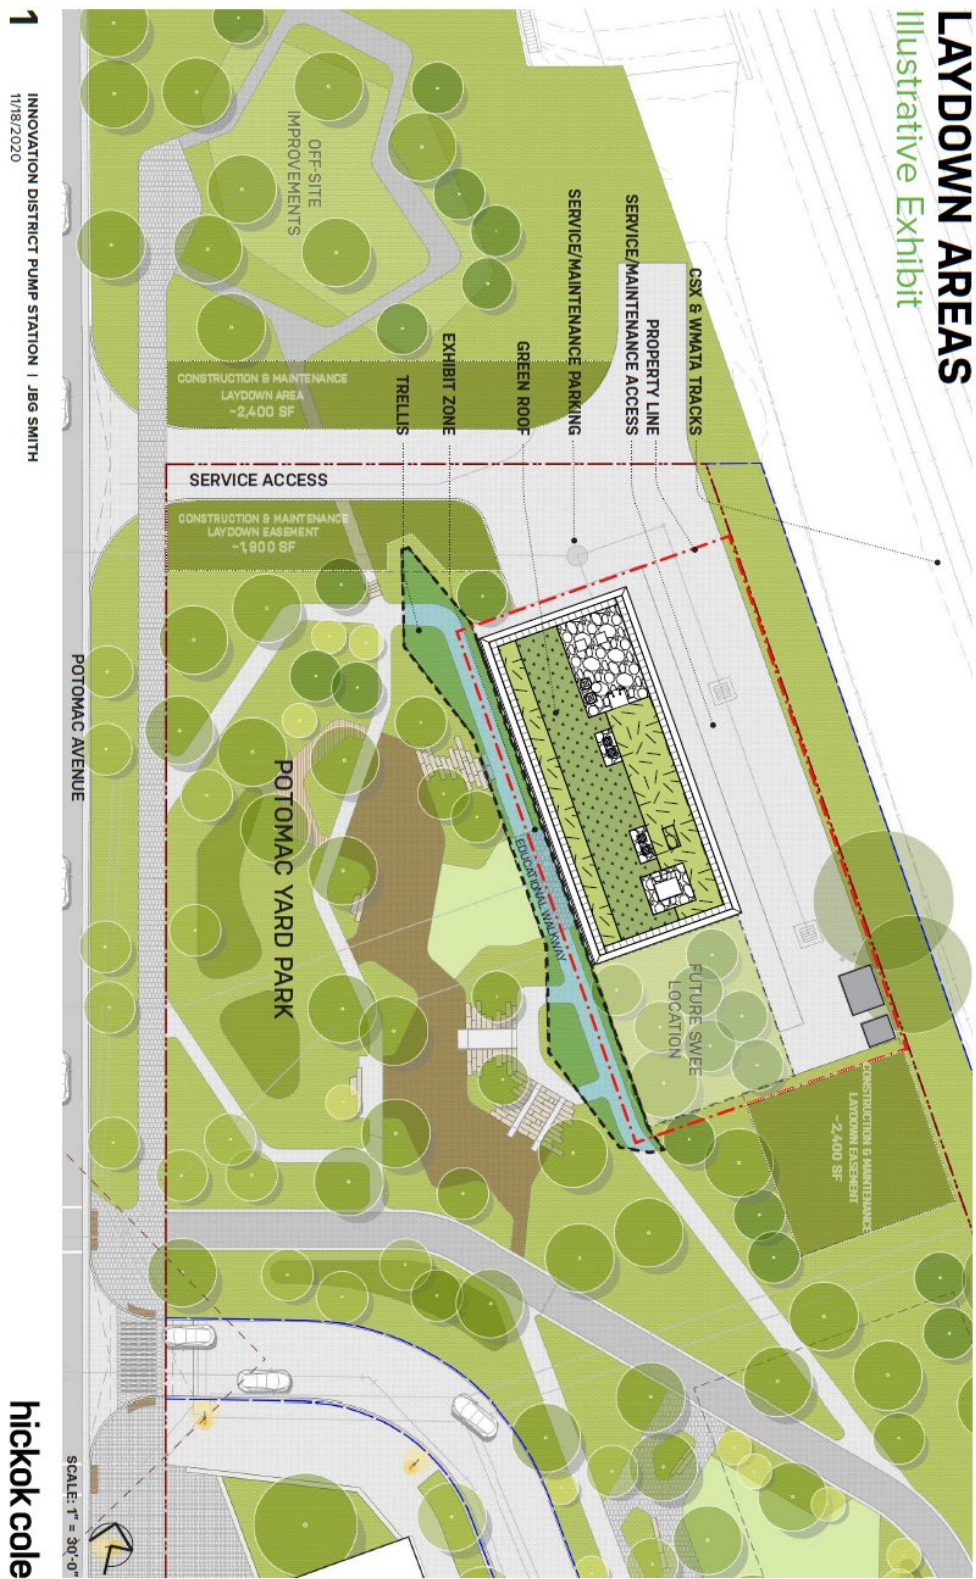 LAYDOWN AREAS
Illustrative Exhibit
CSX & WMATA TRACKS
PROPERTY LINE
SERVICE/MAINTENANCE ACCESS
SERVICE/MAINTENANCE PARKING
GREEN ROOF
EXHIBIT ZONE
TRELLIS
OFF-SITE
IMPROVEMENTS
CONSTRUCTION & MAINTENANCE
LAYDOWN AREA
~2,400 SF
SERVICE ACCESS
CONSTRUCTION & MAINTENANCE
LAYDOWN EASEMENT
~1,900 SF
EDUCATIONAL WALKWAY
FUTURE SWEE
LOCATION
CONSTRUCTION & MAINTENANCE
LAYDOWN EASEMENT
~2,400 SF
POTOMAC YARD PARK
POTOMAC AVENUE
SCALE: 1" = 30'-0"
1
INNOVATION DISTRICT PUMP STATION | JBG SMITH
11/18/2020
hickok cole